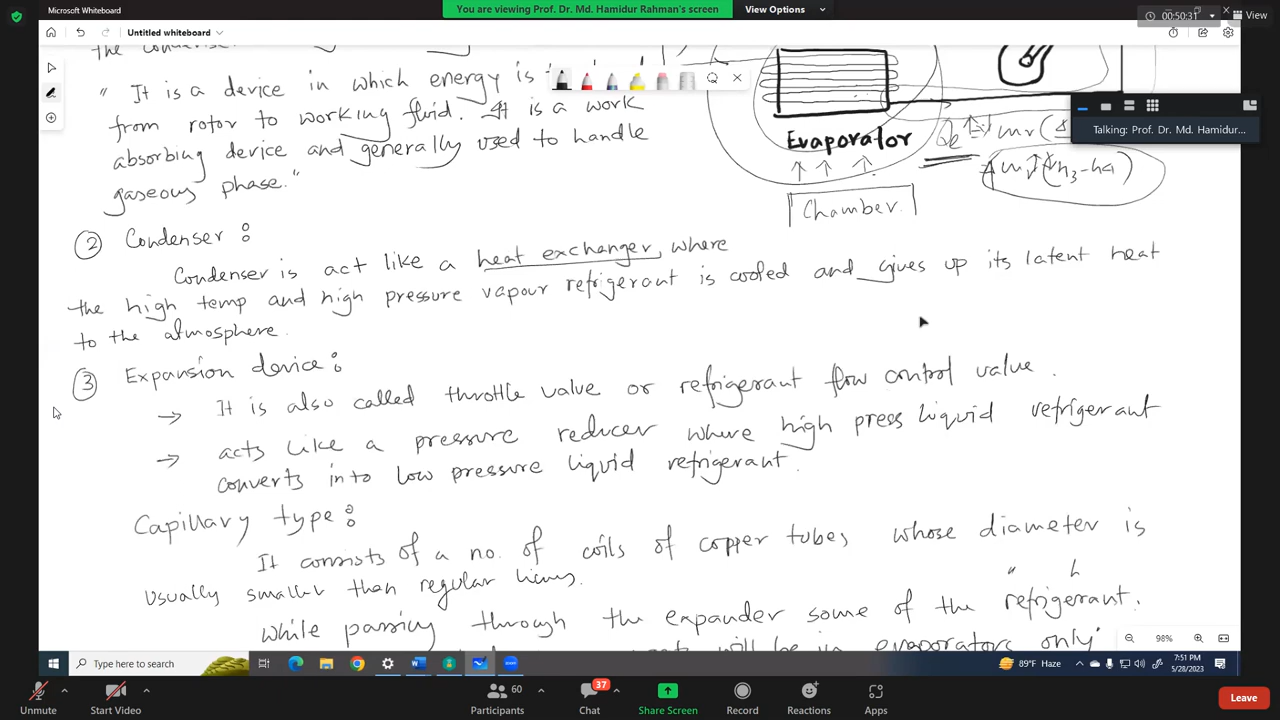 Microsoft Whiteboard
You are viewing Prof. Dr. Md. Hamidur Rahman's screen
View Options
00:50:31
View
Untitled whiteboard
the
" It is a device in which energy is
from rotor to working fluid. It is a work
absorbing device and generally used to handle
gaseous phase."
Evaporator
Chamber
Talking: Prof. Dr. Md. Hamidur...
② Condenser :
Condenser is act like a heat exchanger, where
the high temp and high pressure vapour refrigerant is cooled and gives up its latent heat
to the atmosphere.
③ Expansion device :
→ It is also called throttle valve or refrigerant flow control valve .
→ acts like a pressure reducer where high press liquid refrigerant
converts into low pressure liquid refrigerant .
Capillary type :
It consists of a no. of coils of copper tubes whose diameter is
usually smaller than regular liens.
" h
while passing through the expander some of the refrigerant.
will be in evaporators only
98%
Type here to search
89°F Haze
7:51 PM
5/28/2023
Unmute
Start Video
60
Participants
37
Chat
Share Screen
Record
Reactions
Apps
Leave